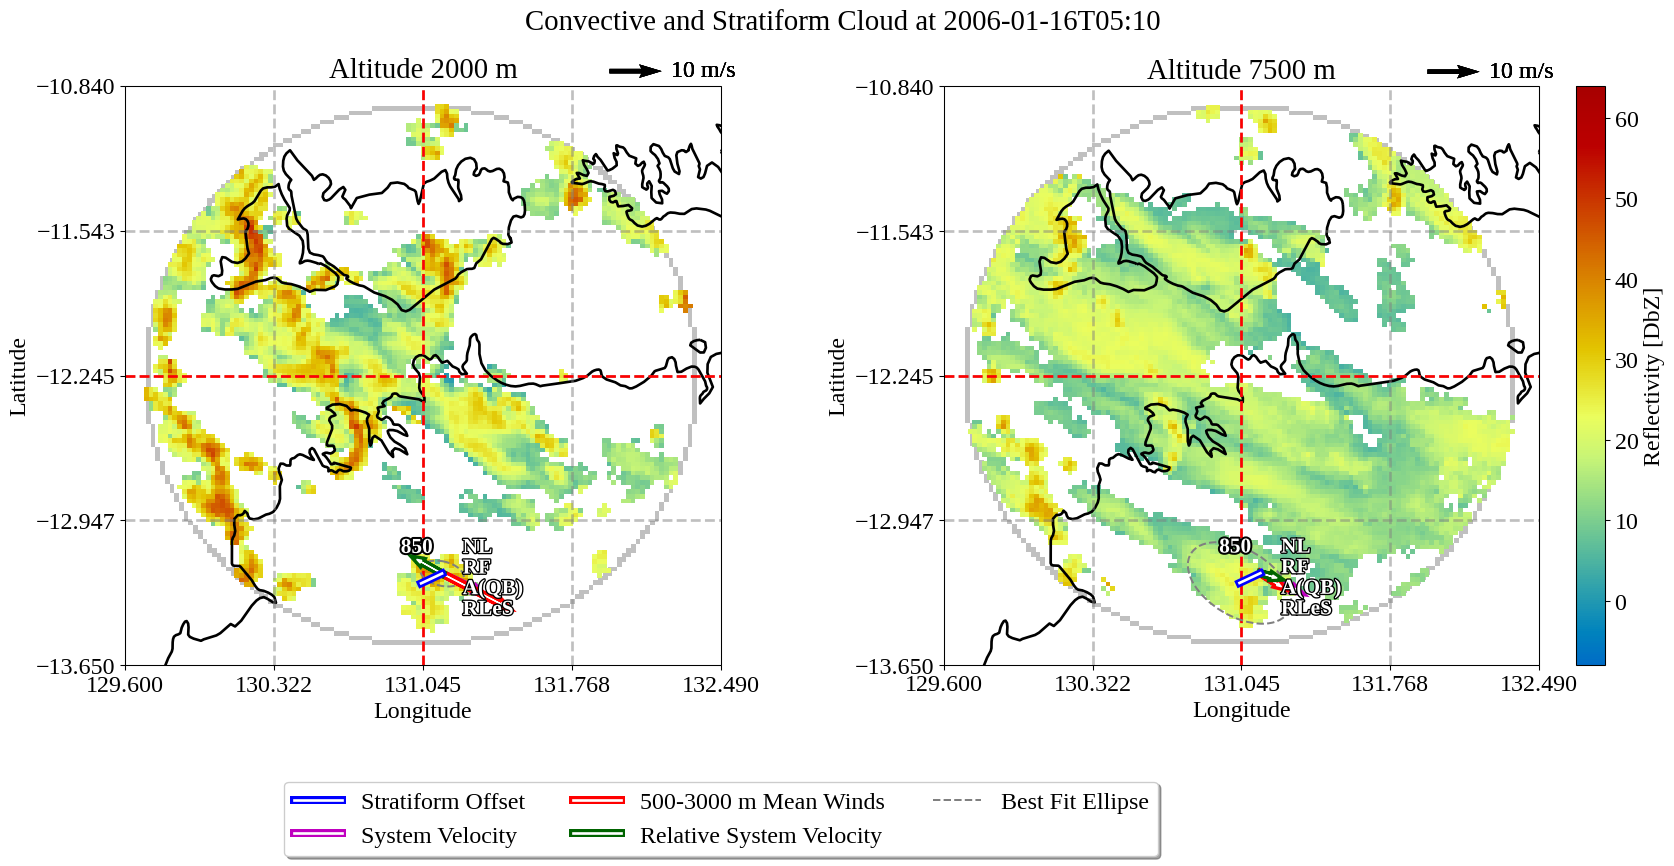 Convective and Stratiform Cloud at 2006-01-16T05:10
Altitude 2000 m
10 m/s
−10.840
−11.543
−12.245
−12.947
−13.650
Latitude
129.600
130.322
131.045
131.768
132.490
Longitude
850
NL
RF
A(QB)
RLeS
Altitude 7500 m
10 m/s
−10.840
−11.543
−12.245
−12.947
−13.650
Latitude
129.600
130.322
131.045
131.768
132.490
Longitude
850
NL
RF
A(QB)
RLeS
60
50
40
30
20
10
0
Reflectivity [DbZ]
Stratiform Offset
System Velocity
500-3000 m Mean Winds
Relative System Velocity
Best Fit Ellipse